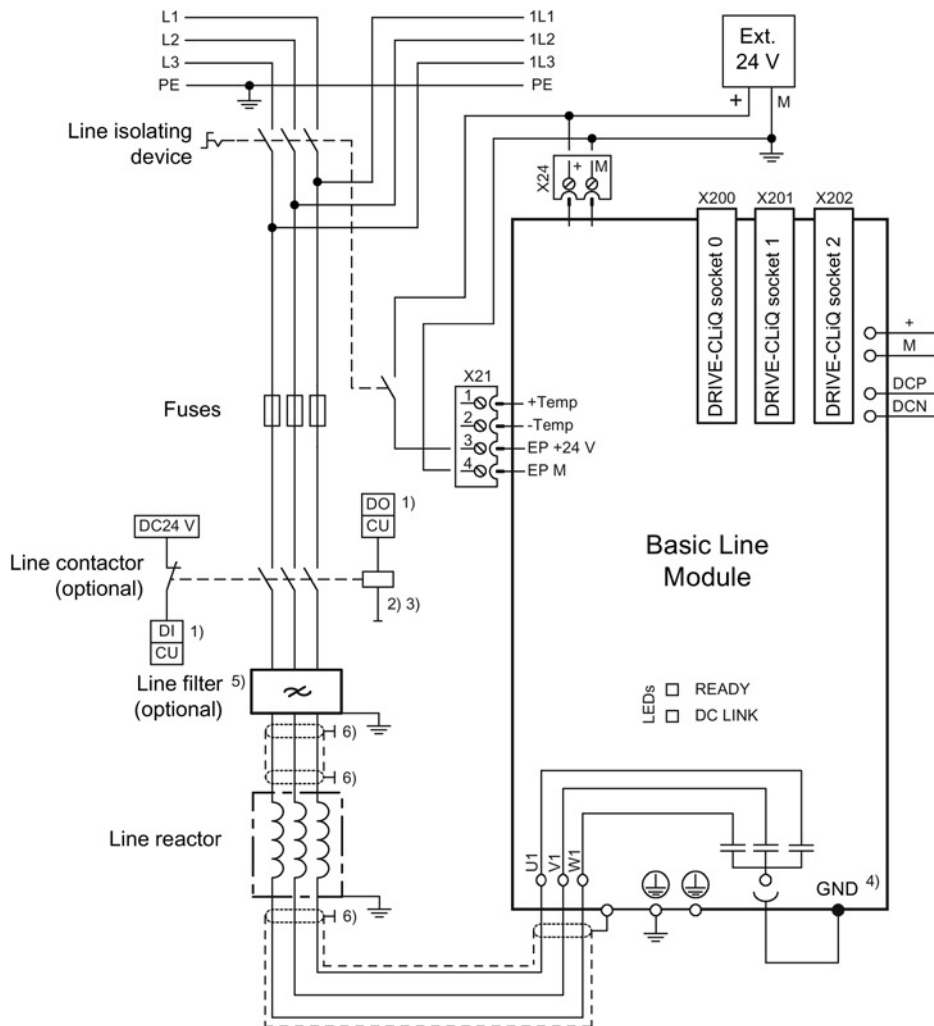 L1
L2
L3
PE
1L1
1L2
1L3
PE
Ext.
24 V
+ M
Line isolating
device
X24
+ M
X200
X201
X202
DRIVE-CLiQ socket 0
DRIVE-CLiQ socket 1
DRIVE-CLiQ socket 2
+
M
DCP
DCN
X21
1 +Temp
2 -Temp
3 EP +24 V
4 EP M
Fuses
DO 1)
CU
DC24 V
Line contactor
(optional)
2) 3)
DI 1)
CU
Basic Line
Module
Line filter 5)
(optional)
LEDs
READY
DC LINK
6)
6)
Line reactor
U1
V1
W1
GND 4)
6)